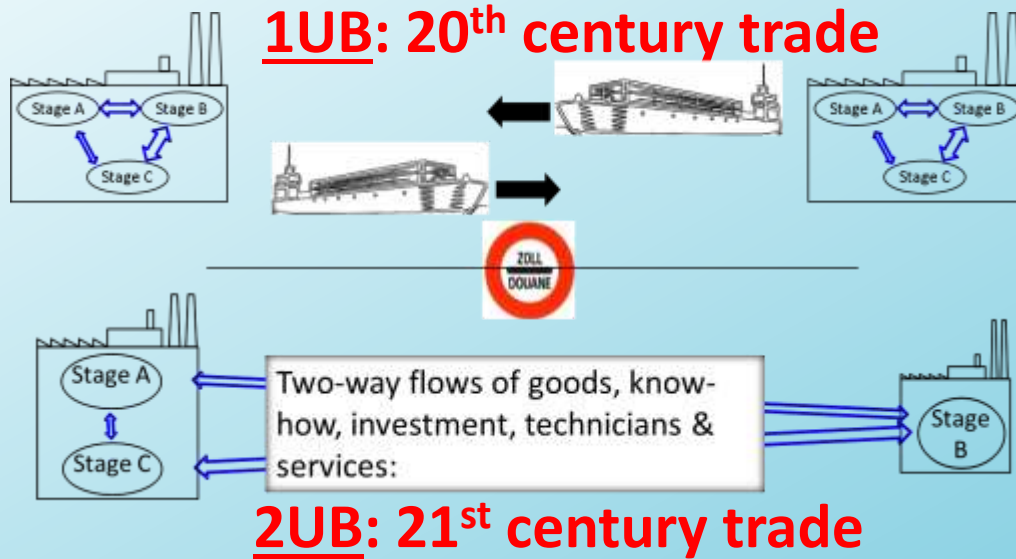 1UB: 20th century trade
Stage A
Stage B
Stage C
Stage A
Stage B
Stage C
ZOLL
DOUANE
Stage A
Stage C
Two-way flows of goods, know-
how, investment, technicians &
services:
Stage
B
2UB: 21st century trade